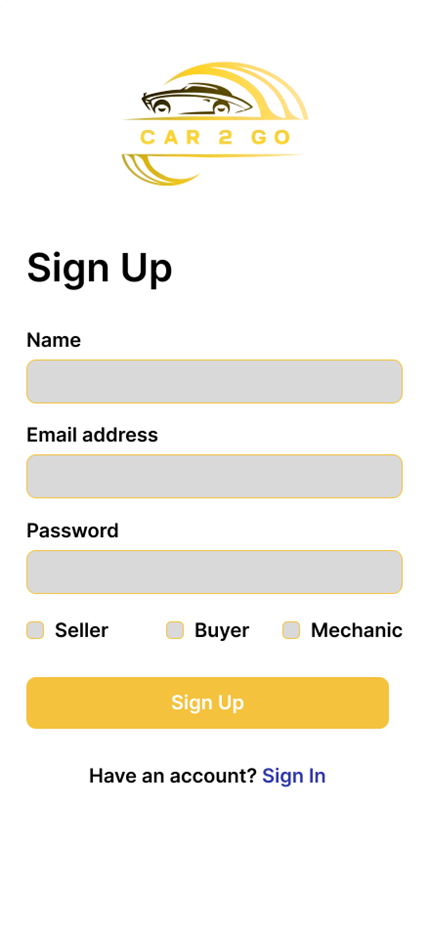 CAR 2 GO
Sign Up
Name
Email address
Password
Seller Buyer Mechanic
Sign Up
Have an account? Sign In